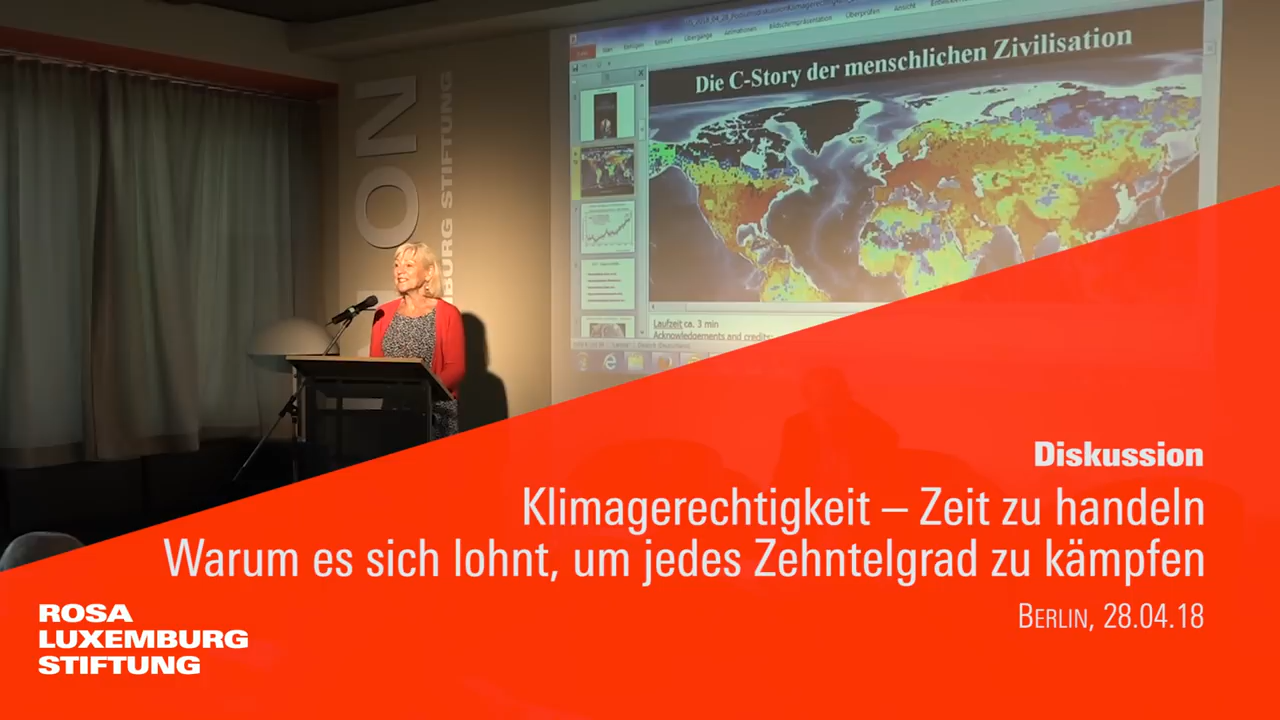 Die C-Story der menschlichen Zivilisation
Laufzeit ca. 3 min
Acknowledgements and credits:
BURG STIFTUNG
ON
Diskussion
Klimagerechtigkeit – Zeit zu handeln
Warum es sich lohnt, um jedes Zehntelgrad zu kämpfen
BERLIN, 28.04.18
ROSA
LUXEMBURG
STIFTUNG